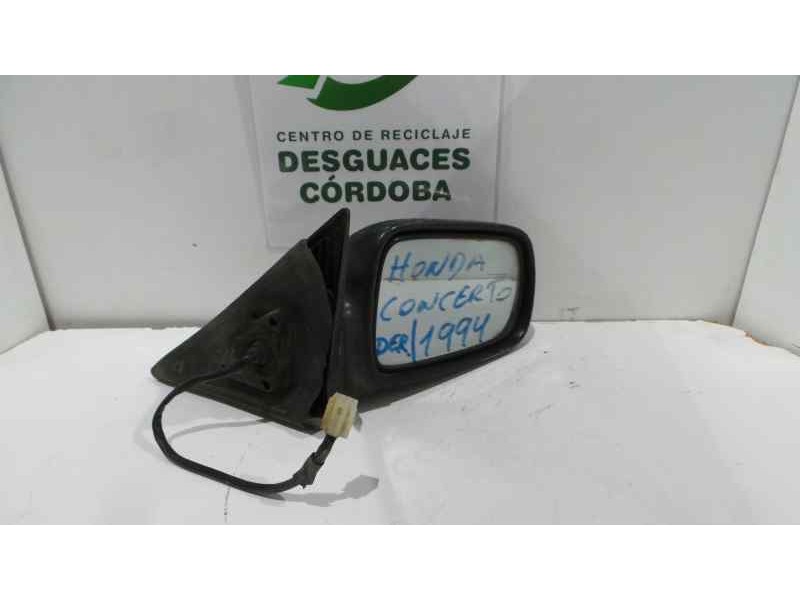 CENTRO DE RECICLAJE
DESGUACES
CÓRDOBA
HONDA
CONCERTO
DER/1994